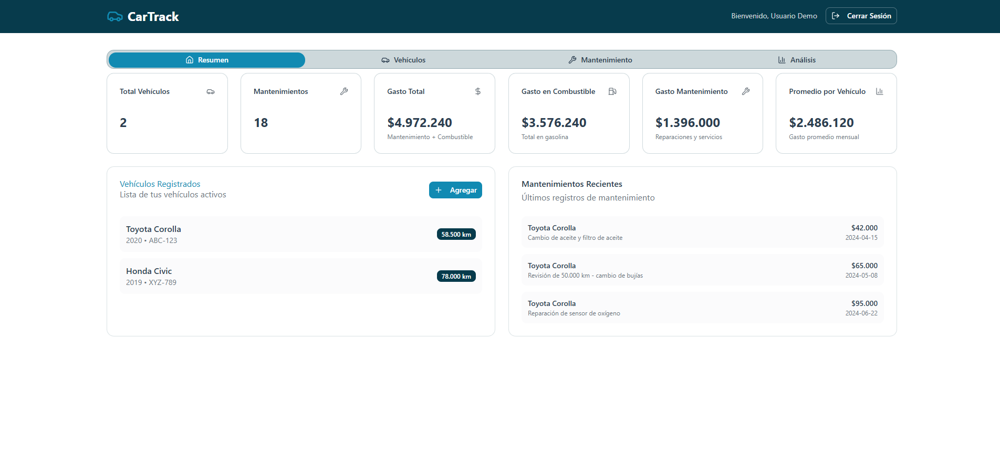 CarTrack
Bienvenido, Usuario Demo
Cerrar Sesión
Resumen
Vehículos
Mantenimiento
Análisis
Total Vehículos
2
Mantenimientos
18
Gasto Total
$4.972.240
Mantenimiento + Combustible
Gasto en Combustible
$3.576.240
Total en gasolina
Gasto Mantenimiento
$1.396.000
Reparaciones y servicios
Promedio por Vehículo
$2.486.120
Gasto promedio mensual
Vehículos Registrados
Lista de tus vehículos activos
Agregar
Toyota Corolla
2020 • ABC-123
58.500 km
Honda Civic
2019 • XYZ-789
78.000 km
Mantenimientos Recientes
Últimos registros de mantenimiento
Toyota Corolla
Cambio de aceite y filtro de aceite
$42.000
2024-04-15
Toyota Corolla
Revisión de 50.000 km - cambio de bujías
$65.000
2024-05-08
Toyota Corolla
Reparación de sensor de oxígeno
$95.000
2024-06-22